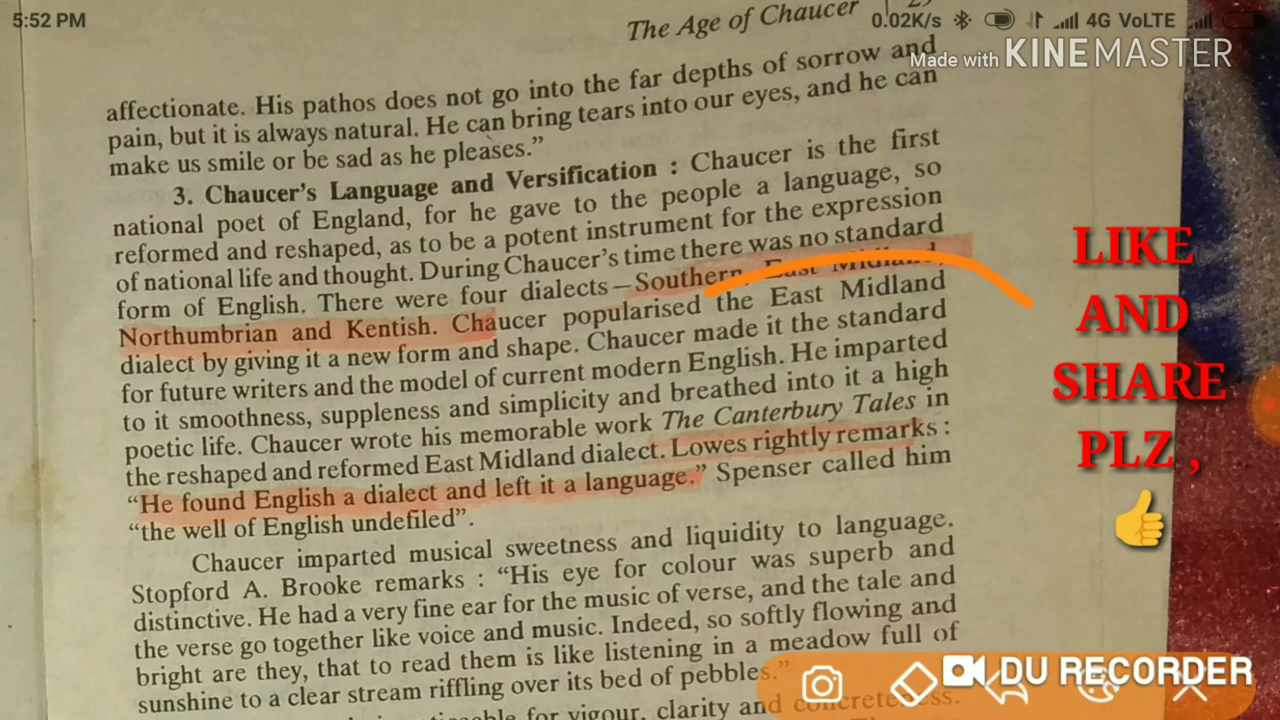 5:52 PM
0.02K/s 4G VoLTE
The Age of Chaucer
Made with KINEMASTER
affectionate. His pathos does not go into the far depths of sorrow and
pain, but it is always natural. He can bring tears into our eyes, and he can
make us smile or be sad as he pleases.”
3. Chaucer’s Language and Versification : Chaucer is the first
national poet of England, for he gave to the people a language, so
reformed and reshaped, as to be a potent instrument for the expression
of national life and thought. During Chaucer’s time there was no standard
form of English. There were four dialects – Southern, East Midland,
Northumbrian and Kentish. Chaucer popularised the East Midland
dialect by giving it a new form and shape. Chaucer made it the standard
for future writers and the model of current modern English. He imparted
to it smoothness, suppleness and simplicity and breathed into it a high
poetic life. Chaucer wrote his memorable work The Canterbury Tales in
the reshaped and reformed East Midland dialect. Lowes rightly remarks :
“He found English a dialect and left it a language.” Spenser called him
“the well of English undefiled”.
Chaucer imparted musical sweetness and liquidity to language.
Stopford A. Brooke remarks : “His eye for colour was superb and
distinctive. He had a very fine ear for the music of verse, and the tale and
the verse go together like voice and music. Indeed, so softly flowing and
bright are they, that to read them is like listening in a meadow full of
sunshine to a clear stream riffling over its bed of pebbles.”
for vigour, clarity and concreteness.
LIKE
AND
SHARE
PLZ ,
DU RECORDER